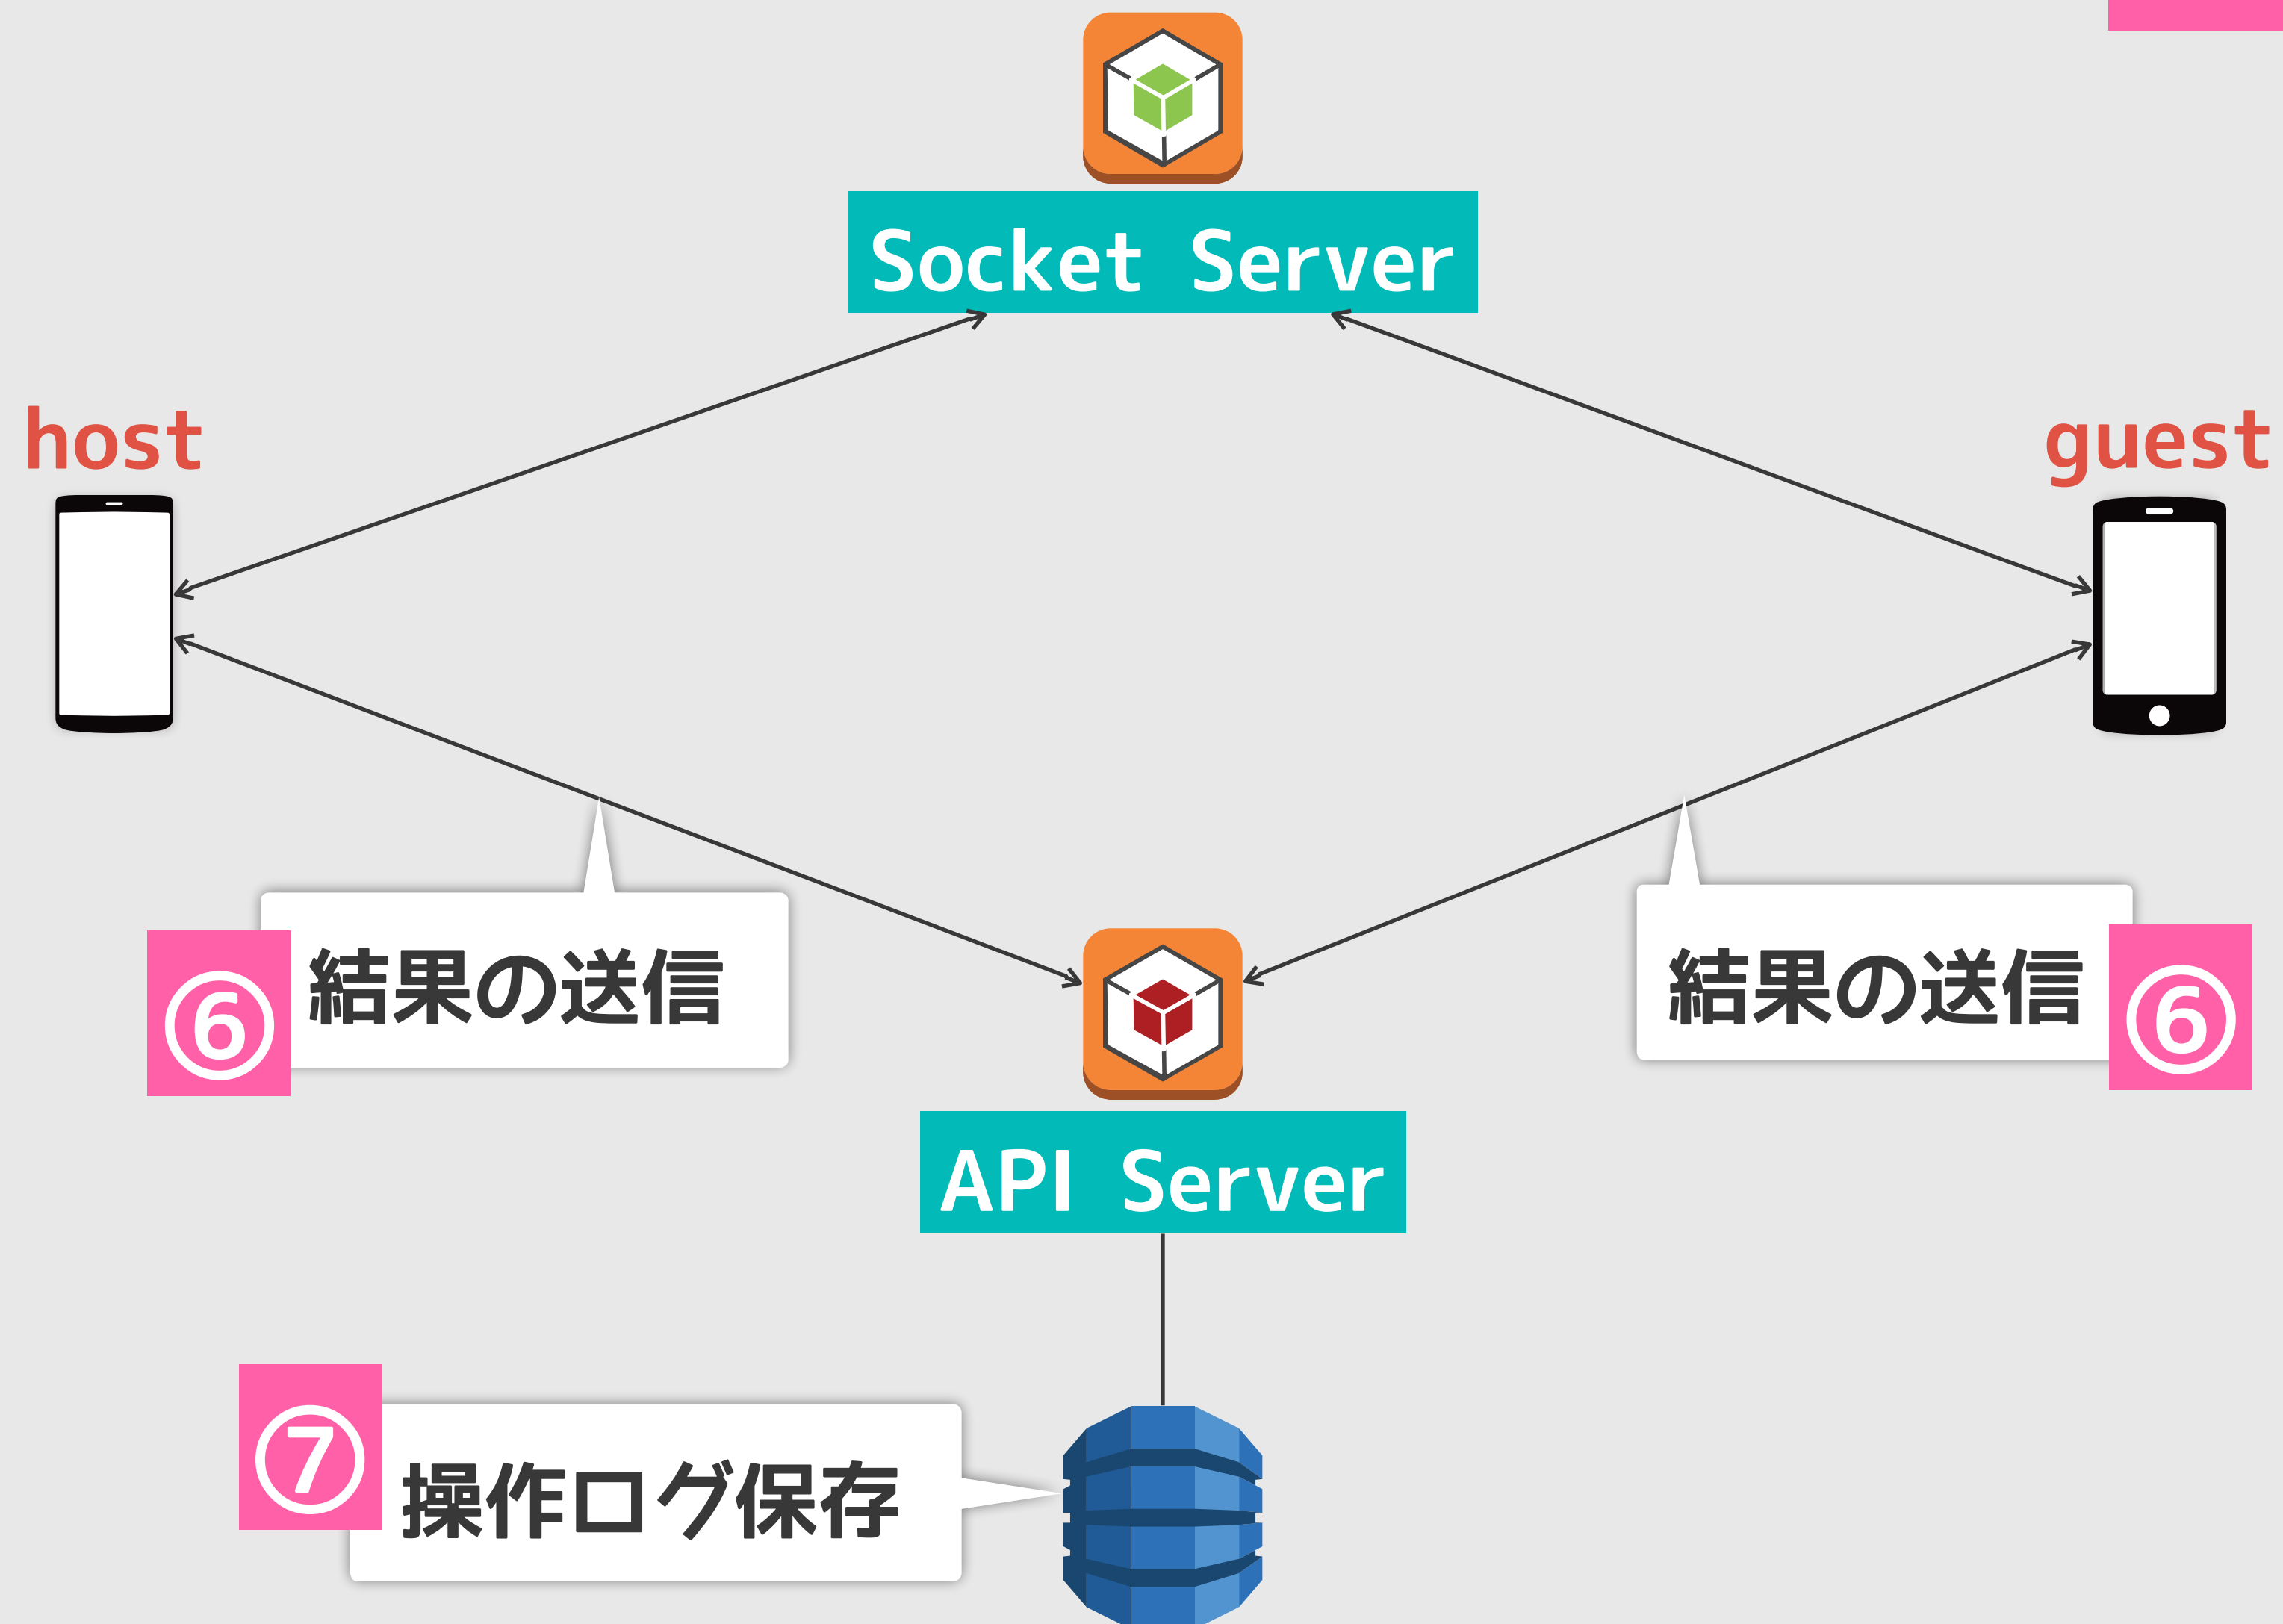 Socket Server
host
guest
⑥
結果の送信
結果の送信
⑥
API Server
⑦
操作ログ保存